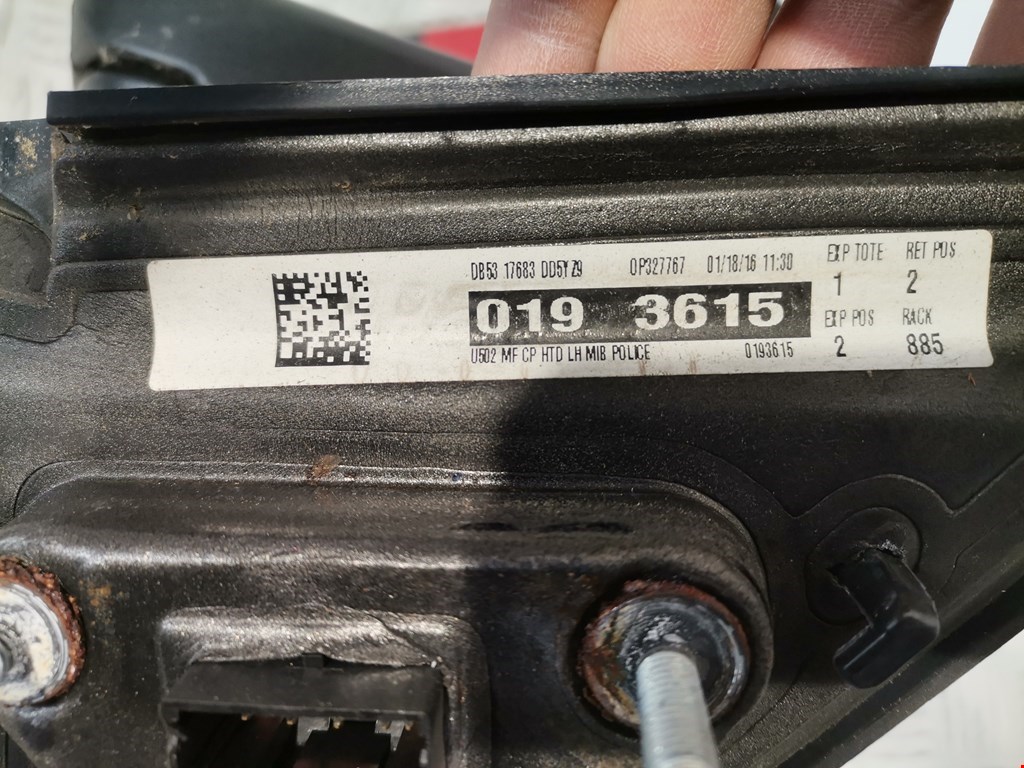 DB53 17683 DD5YZ9 0P327767 01/18/16 11:30
019 3615
U502 MF CP HTD LH MIB POLICE 0193615
EXP TOTE RET POS
1 2
EXP POS RACK
2 885